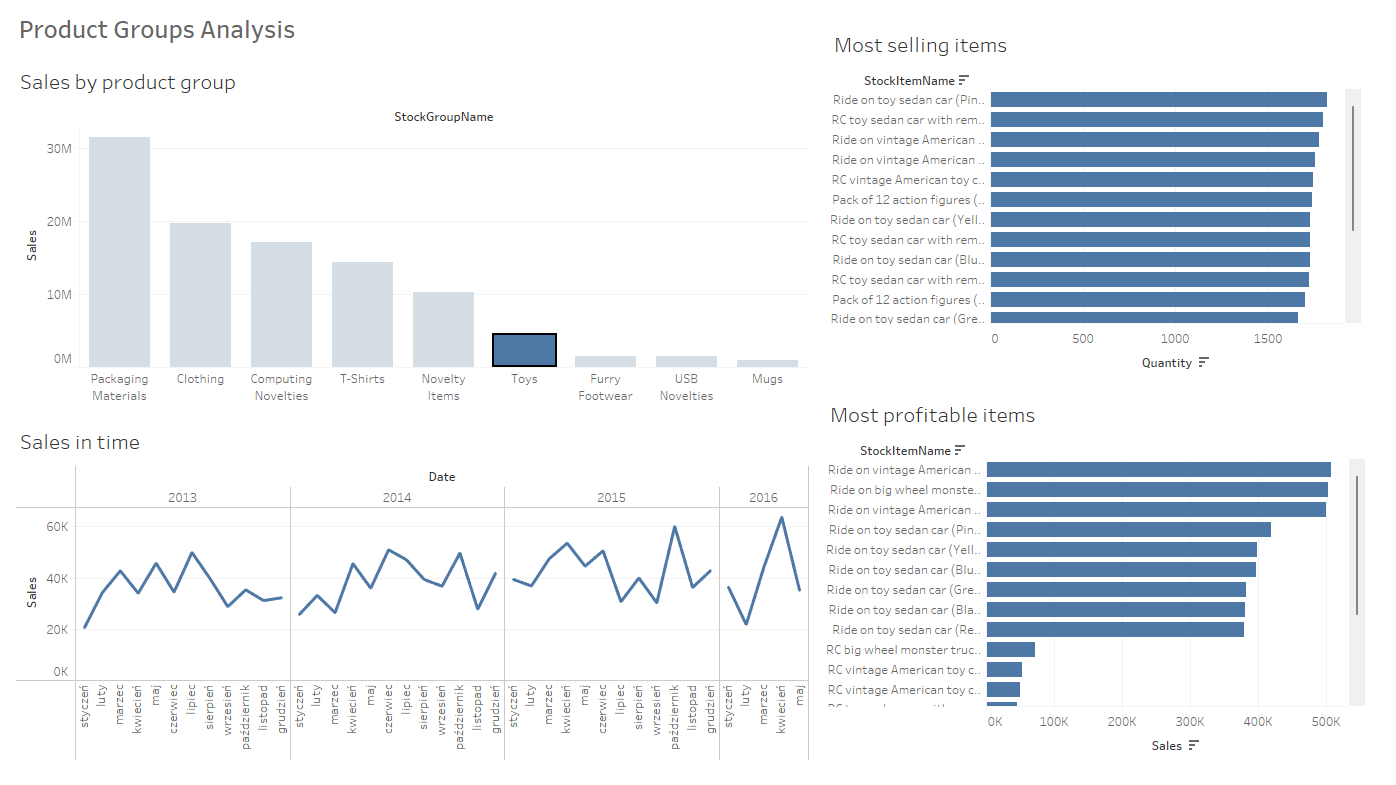 Product Groups Analysis
Sales by product group
StockGroupName
Sales
30M
20M
10M
0M
Packaging
Materials
Clothing
Computing
Novelties
T-Shirts
Novelty
Items
Toys
Furry
Footwear
USB
Novelties
Mugs
Sales in time
Date
2013
2014
2015
2016
Sales
60K
40K
20K
0K
styczeń
luty
marzec
kwiecień
maj
czerwiec
lipiec
sierpień
wrzesień
październik
listopad
grudzień
styczeń
luty
marzec
kwiecień
maj
czerwiec
lipiec
sierpień
wrzesień
październik
listopad
grudzień
styczeń
luty
marzec
kwiecień
maj
czerwiec
lipiec
sierpień
wrzesień
październik
listopad
grudzień
styczeń
luty
marzec
kwiecień
maj
Most selling items
StockItemName
Ride on toy sedan car (Pin..
RC toy sedan car with rem..
Ride on vintage American ..
Ride on vintage American ..
RC vintage American toy c..
Pack of 12 action figures (..
Ride on toy sedan car (Yell..
RC toy sedan car with rem..
Ride on toy sedan car (Blu..
RC toy sedan car with rem..
Pack of 12 action figures (..
Ride on toy sedan car (Gre..
0
500
1000
1500
Quantity
Most profitable items
StockItemName
Ride on vintage American ..
Ride on big wheel monste..
Ride on vintage American ..
Ride on toy sedan car (Pin..
Ride on toy sedan car (Yell..
Ride on toy sedan car (Blu..
Ride on toy sedan car (Gre..
Ride on toy sedan car (Bla..
Ride on toy sedan car (Re..
RC big wheel monster truc..
RC vintage American toy c..
RC vintage American toy c..
0K
100K
200K
300K
400K
500K
Sales